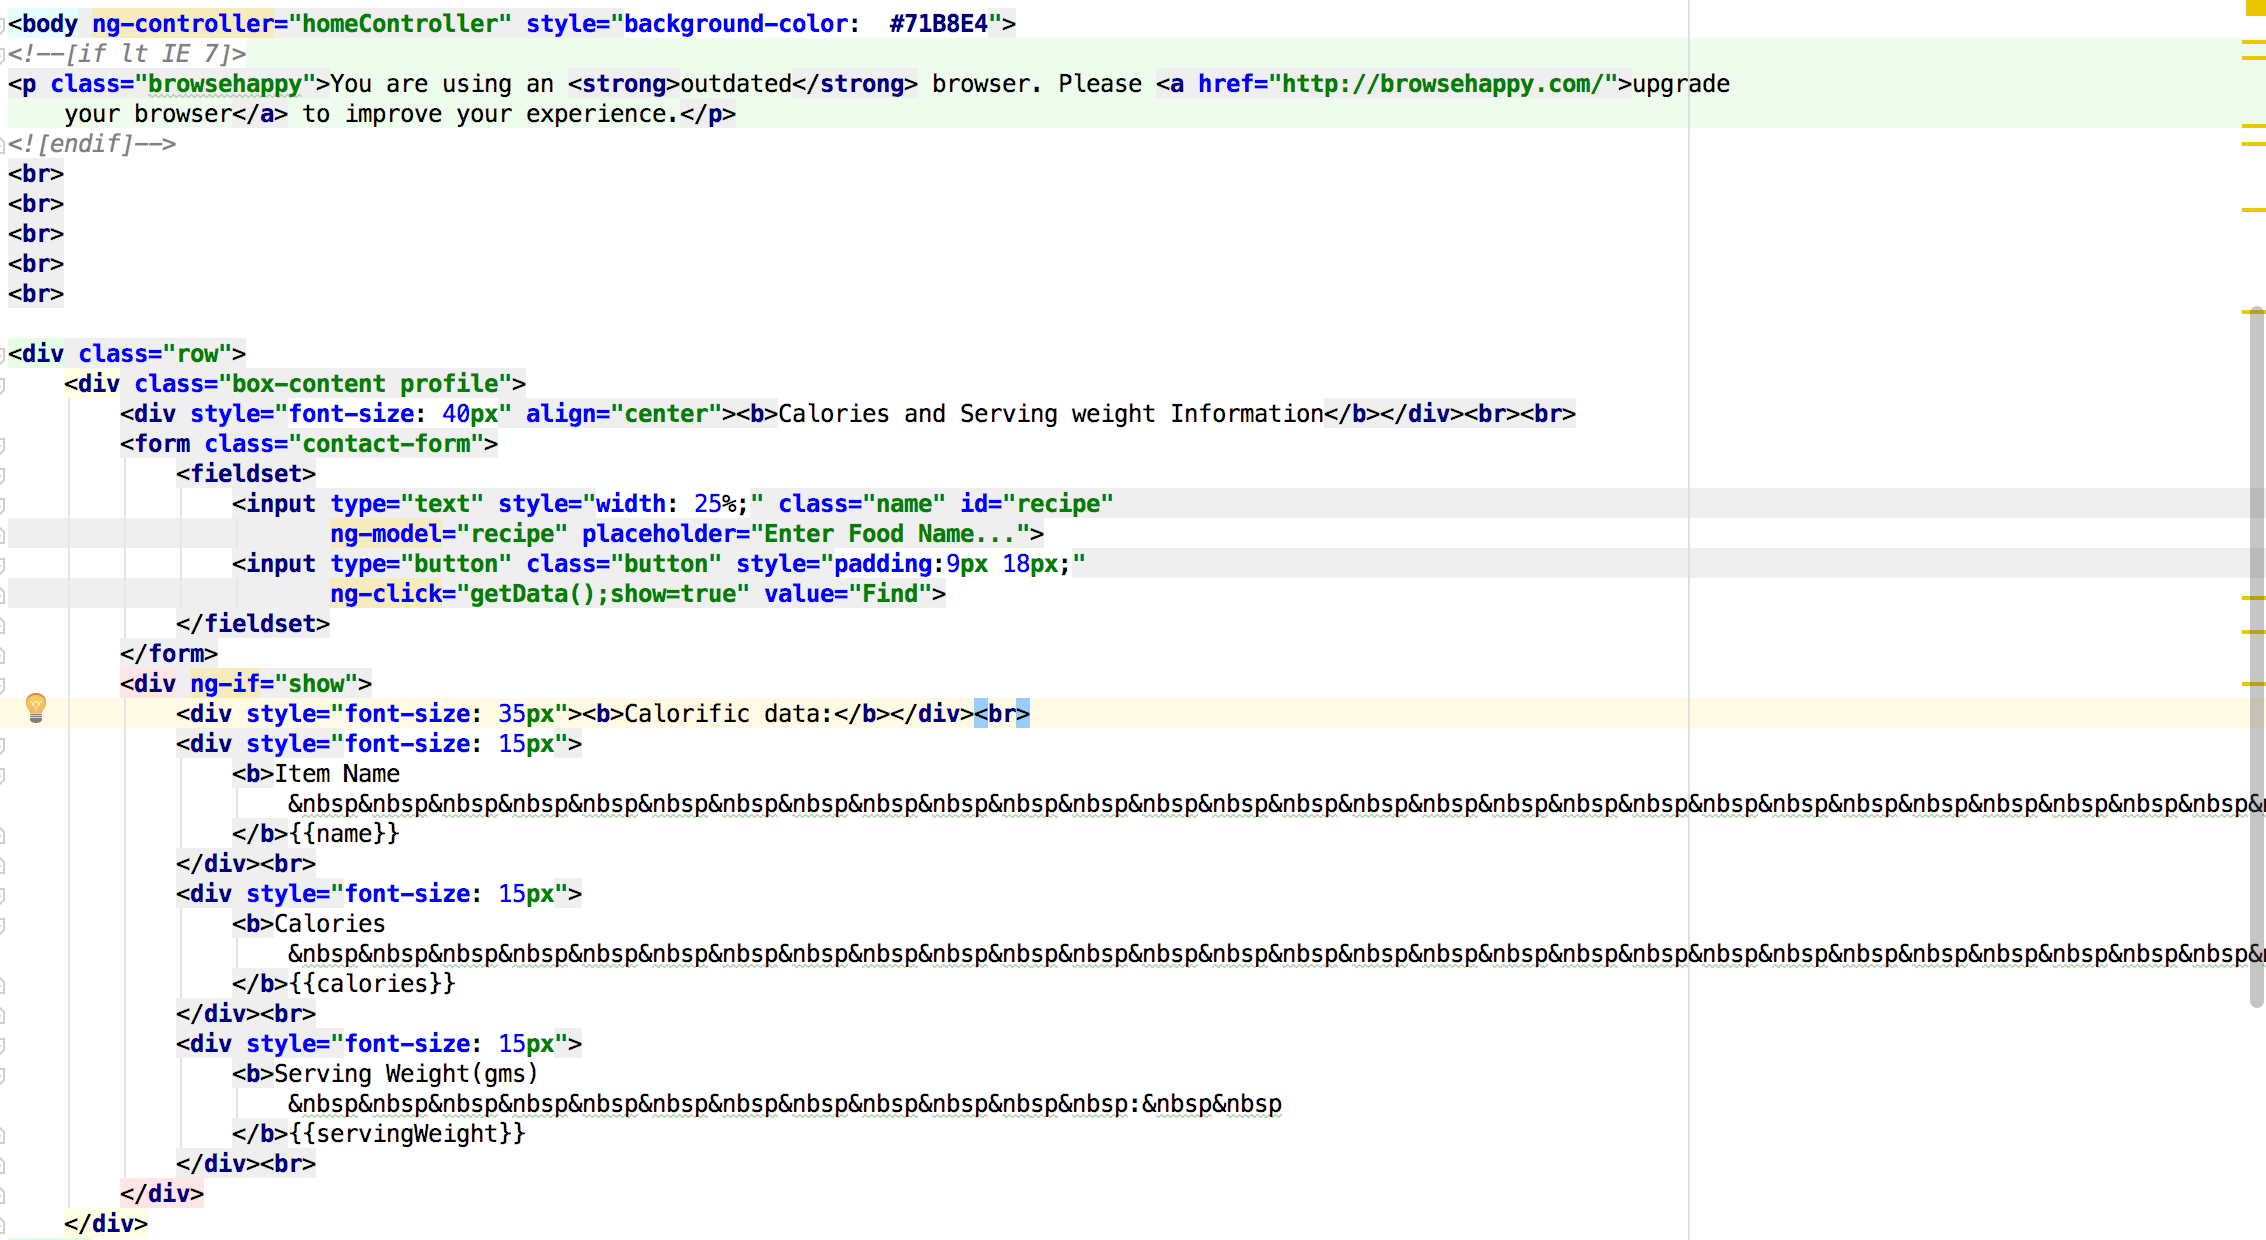 <body ng-controller="homeController" style="background-color:  #71B8E4">
<!--[if lt IE 7]>
<p class="browsehappy">You are using an <strong>outdated</strong> browser. Please <a href="http://browsehappy.com/">upgrade
    your browser</a> to improve your experience.</p>
<![endif]-->
<br>
<br>
<br>
<br>
<br>
<div class="row">
    <div class="box-content profile">
        <div style="font-size: 40px" align="center"><b>Calories and Serving weight Information</b></div><br><br>
        <form class="contact-form">
            <fieldset>
                <input type="text" style="width: 25%;" class="name" id="recipe"
                       ng-model="recipe" placeholder="Enter Food Name...">
                <input type="button" class="button" style="padding:9px 18px;"
                       ng-click="getData();show=true" value="Find">
            </fieldset>
        </form>
        <div ng-if="show">
            <div style="font-size: 35px"><b>Calorific data:</b></div><br>
            <div style="font-size: 15px">
                <b>Item Name
                    &nbsp&nbsp&nbsp&nbsp&nbsp&nbsp&nbsp&nbsp&nbsp&nbsp&nbsp&nbsp&nbsp&nbsp&nbsp&nbsp&nbsp&nbsp&nbsp&nbsp&nbsp&nbsp&nbsp&nbsp&nbsp&nbsp&nbsp&nbsp&
                </b>{{name}}
            </div><br>
            <div style="font-size: 15px">
                <b>Calories
                    &nbsp&nbsp&nbsp&nbsp&nbsp&nbsp&nbsp&nbsp&nbsp&nbsp&nbsp&nbsp&nbsp&nbsp&nbsp&nbsp&nbsp&nbsp&nbsp&nbsp&nbsp&nbsp&nbsp&nbsp&nbsp&nbsp&nbsp&nbsp&
                </b>{{calories}}
            </div><br>
            <div style="font-size: 15px">
                <b>Serving Weight(gms)
                    &nbsp&nbsp&nbsp&nbsp&nbsp&nbsp&nbsp&nbsp&nbsp&nbsp&nbsp&nbsp:&nbsp&nbsp
                </b>{{servingWeight}}
            </div><br>
        </div>
    </div>